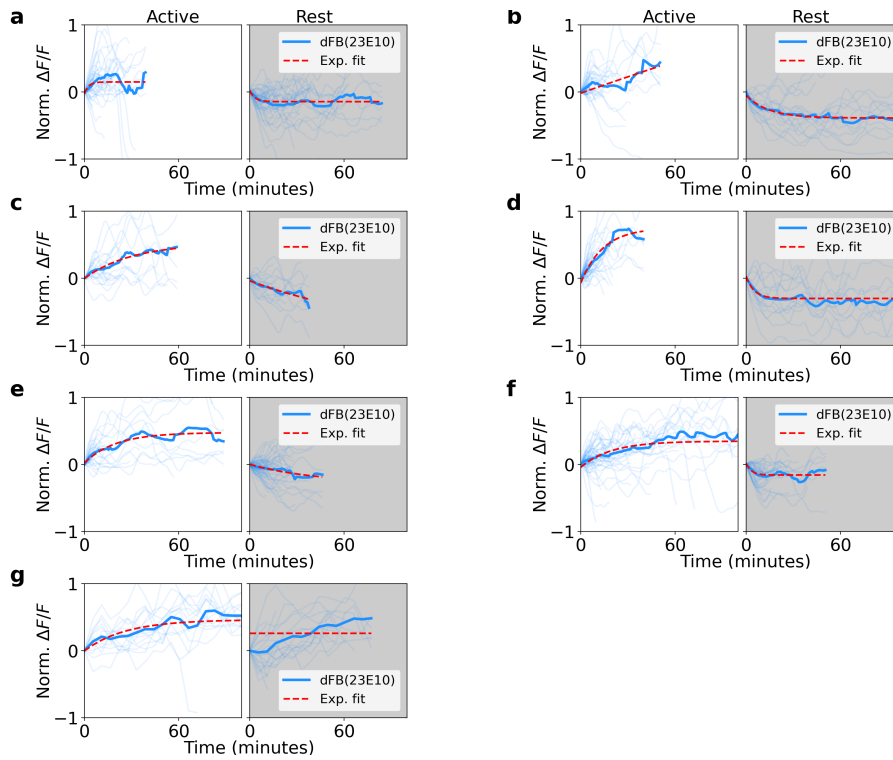 a
Active
Rest
1
0
−1
Norm. ΔF/F
dFB(23E10)
Exp. fit
0
60
0
60
Time (minutes)
b
Active
Rest
1
0
−1
Norm. ΔF/F
dFB(23E10)
Exp. fit
0
60
0
60
Time (minutes)
c
1
0
−1
Norm. ΔF/F
dFB(23E10)
Exp. fit
0
60
0
60
Time (minutes)
d
1
0
−1
Norm. ΔF/F
dFB(23E10)
Exp. fit
0
60
0
60
Time (minutes)
e
1
0
−1
Norm. ΔF/F
dFB(23E10)
Exp. fit
0
60
0
60
Time (minutes)
f
1
0
−1
Norm. ΔF/F
dFB(23E10)
Exp. fit
0
60
0
60
Time (minutes)
g
1
0
−1
Norm. ΔF/F
dFB(23E10)
Exp. fit
0
60
0
60
Time (minutes)